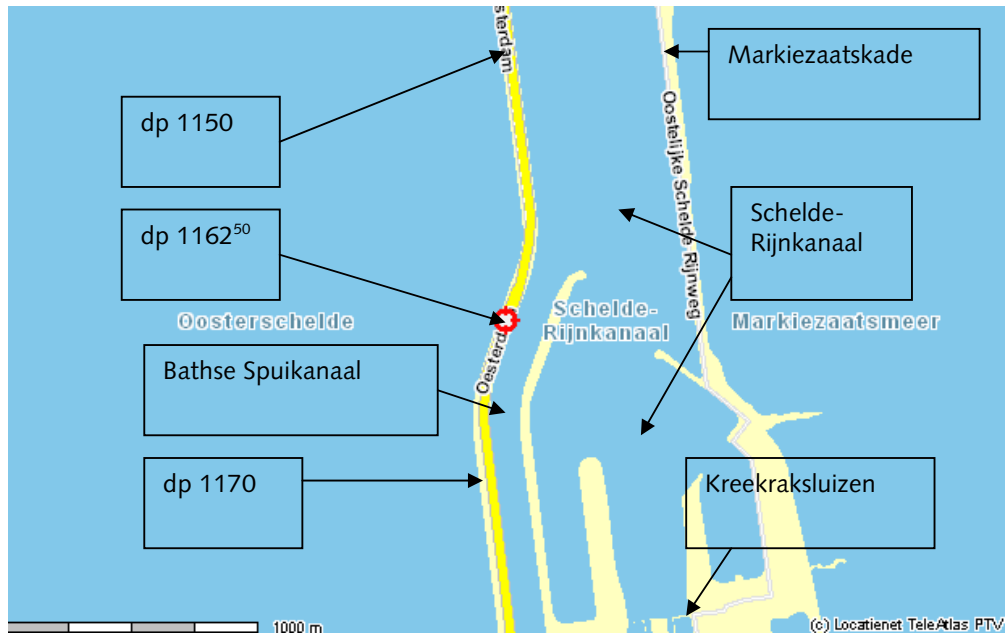 sterdam
Markiezaatskade
dp 1150
Oostelijke Schelde Rijnweg
dp 1162⁵⁰
Schelde-
Rijnkanaal
Oosterschelde
Schelde-
Rijnkanaal
Markiezaatsmeer
Oesterd
Bathse Spuikanaal
dp 1170
Kreekraksluizen
1000 m
(c) Locatienet TeleAtlas PTV